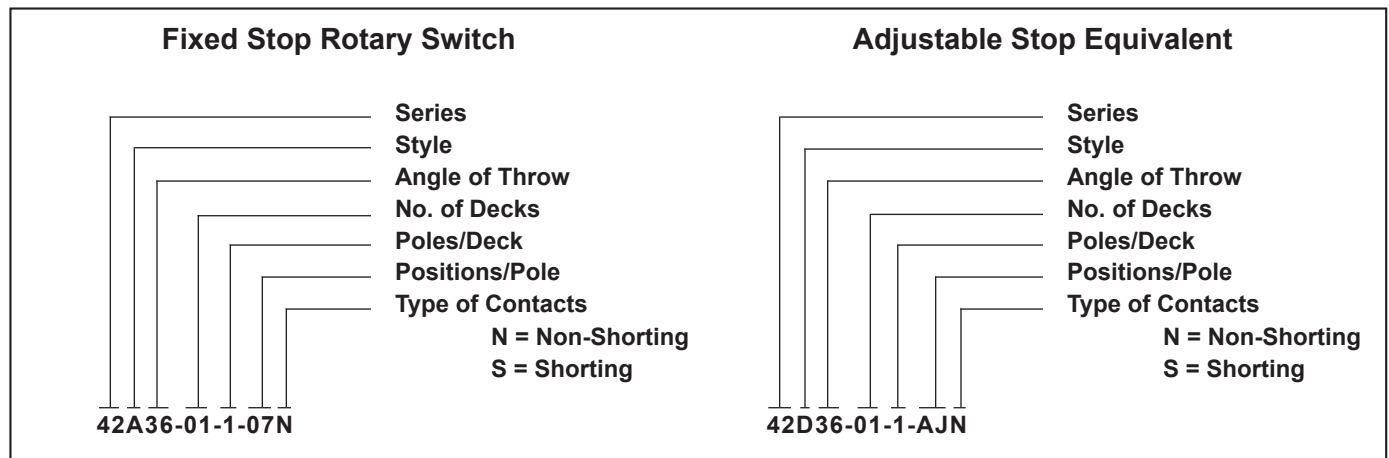 Fixed Stop Rotary Switch
Series
Style
Angle of Throw
No. of Decks
Poles/Deck
Positions/Pole
Type of Contacts
N = Non-Shorting
S = Shorting
42A36-01-1-07N
Adjustable Stop Equivalent
Series
Style
Angle of Throw
No. of Decks
Poles/Deck
Positions/Pole
Type of Contacts
N = Non-Shorting
S = Shorting
42D36-01-1-AJN